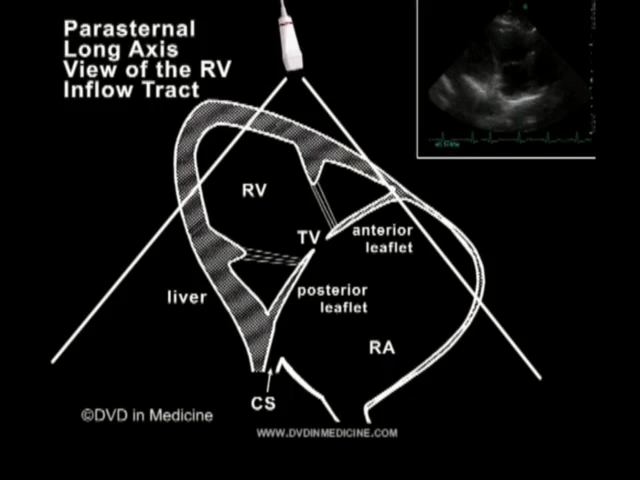 Parasternal
Long Axis
View of the RV
Inflow Tract
RV
TV
anterior
leaflet
liver
posterior
leaflet
RA
CS
©DVD in Medicine
WWW.DVDINMEDICINE.COM